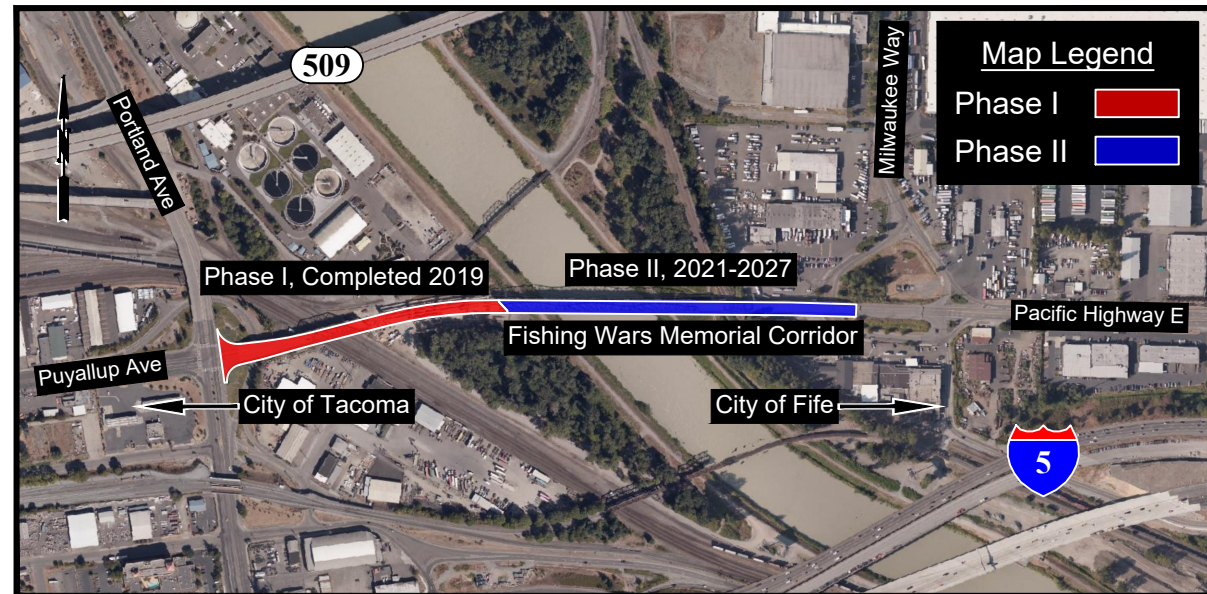 509
Portland Ave
Milwaukee Way
Map Legend
Phase I
Phase II
Phase I, Completed 2019
Phase II, 2021-2027
Fishing Wars Memorial Corridor
Pacific Highway E
Puyallup Ave
City of Tacoma
City of Fife
5